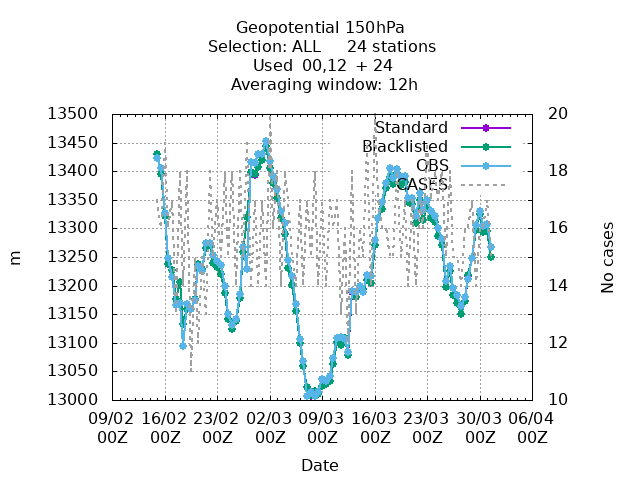 Geopotential 150hPa
Selection: ALL 24 stations
Used 00,12 + 24
Averaging window: 12h
13500
13450
13400
13350
13300
13250
13200
13150
13100
13050
13000
m
20
18
16
14
12
10
No cases
Standard
Blacklisted
OBS
CASES
09/02 16/02 23/02 02/03 09/03 16/03 23/03 30/03 06/04
00Z 00Z 00Z 00Z 00Z 00Z 00Z 00Z 00Z
Date